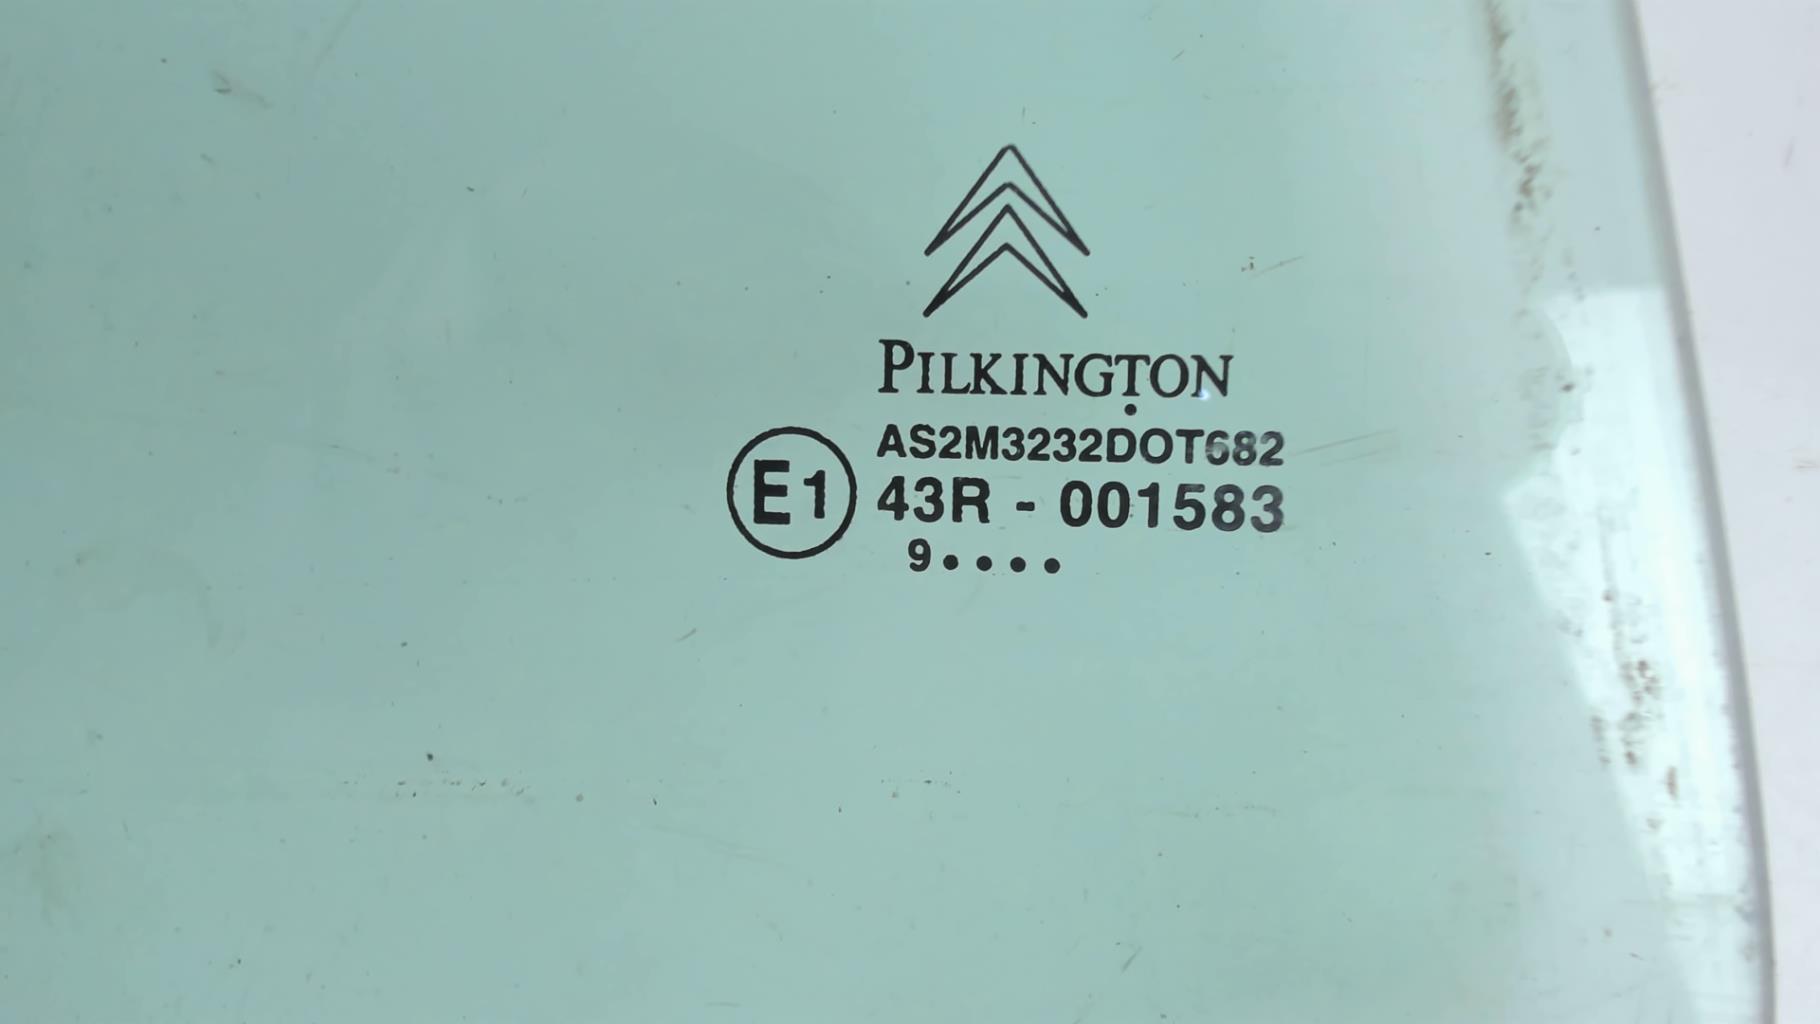 PILKINGTON
AS2M3232DOT682
E1
43R - 001583
9••••